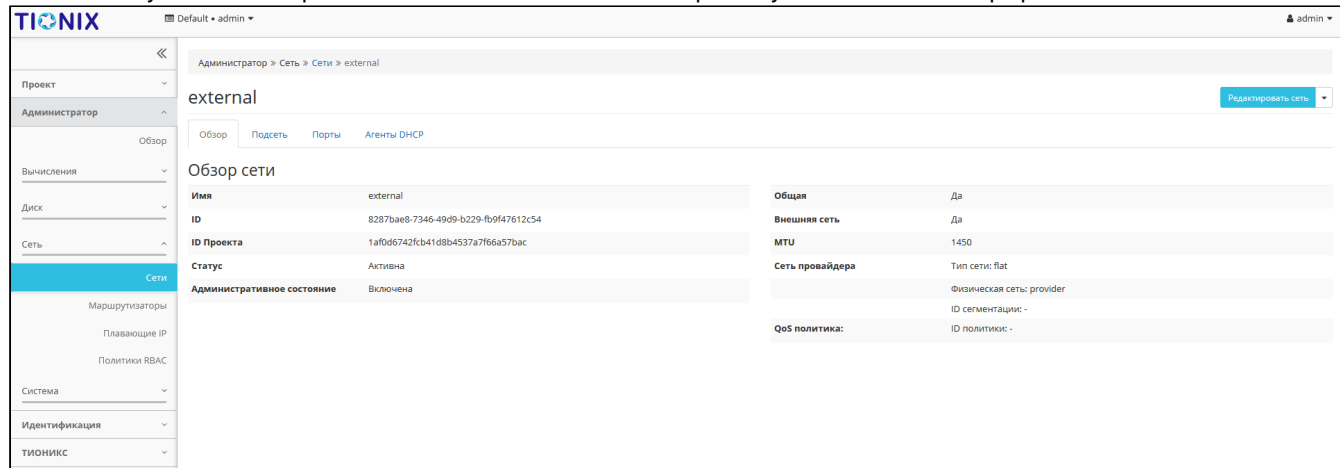 TIONIX
Default • admin
admin
Администратор » Сеть » Сети » external
Проект
Администратор
Обзор
Вычисления
Диск
Сеть
Сети
Маршрутизаторы
Плавающие IP
Политики RBAC
Система
Идентификация
ТИОНИКС
external
Редактировать сеть
Обзор Подсеть Порты Агенты DHCP
Обзор сети
Имя external
ID 8287bae8-7346-49d9-b229-fb9f47612c54
ID Проекта 1af0d6742fcb41d8b4537a7f66a57bac
Статус Активна
Административное состояние Включена
Общая Да
Внешняя сеть Да
MTU 1450
Сеть провайдера Тип сети: flat
Физическая сеть: provider
ID сегментации: -
QoS политика: ID политики: -